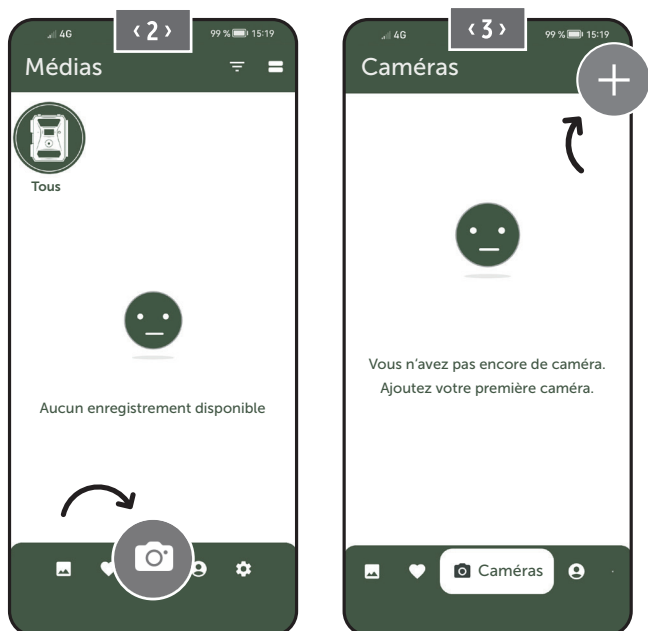 4G
‹ 2 ›
99 % 15:19
Médias
Tous
Aucun enregistrement disponible
4G
‹ 3 ›
99 % 15:19
Caméras
Vous n’avez pas encore de caméra.
Ajoutez votre première caméra.
Caméras